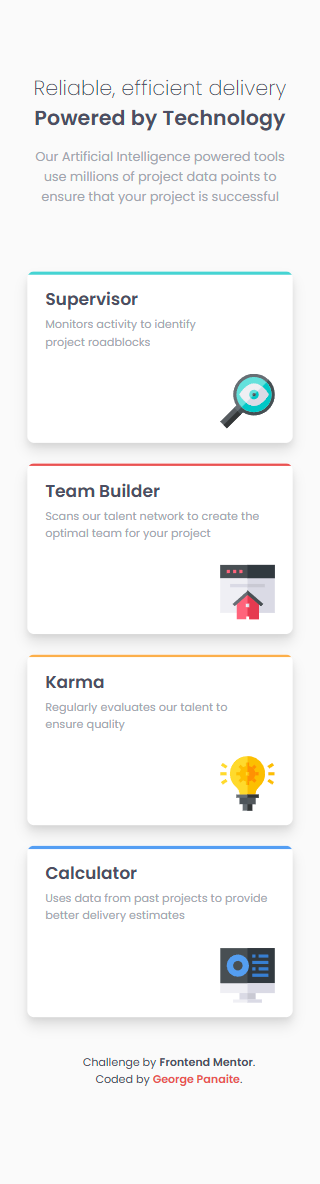 Reliable, efficient delivery
Powered by Technology
Our Artificial Intelligence powered tools
use millions of project data points to
ensure that your project is successful
Supervisor
Monitors activity to identify
project roadblocks
Team Builder
Scans our talent network to create the
optimal team for your project
Karma
Regularly evaluates our talent to
ensure quality
Calculator
Uses data from past projects to provide
better delivery estimates
Challenge by Frontend Mentor.
Coded by George Panaite.